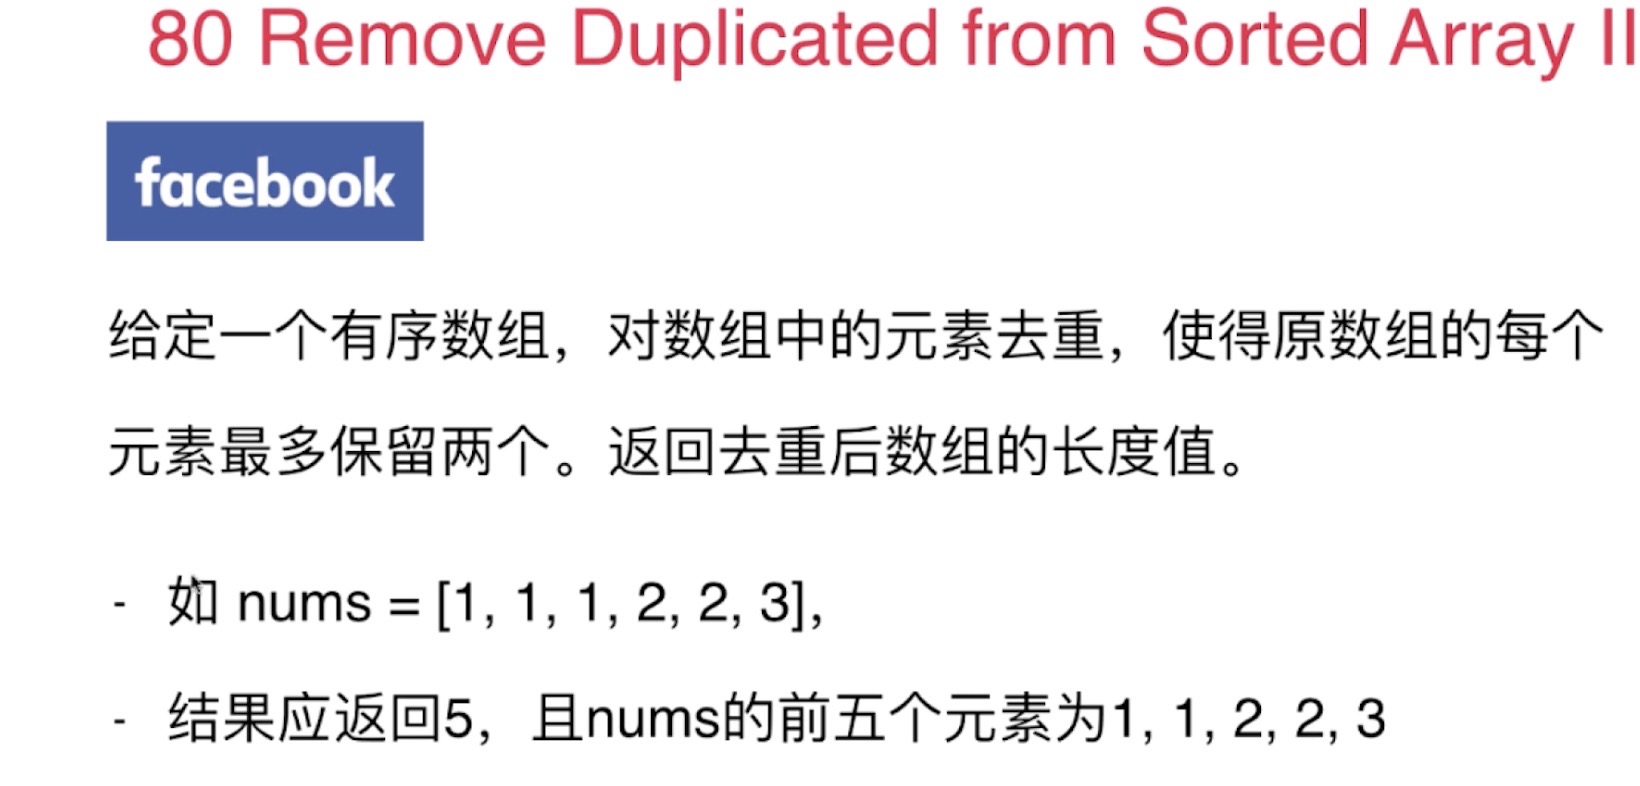 80 Remove Duplicated from Sorted Array II
facebook
给定一个有序数组，对数组中的元素去重，使得原数组的每个
元素最多保留两个。返回去重后数组的长度值。
- 如 nums = [1, 1, 1, 2, 2, 3],
- 结果应返回5，且nums的前五个元素为1, 1, 2, 2, 3